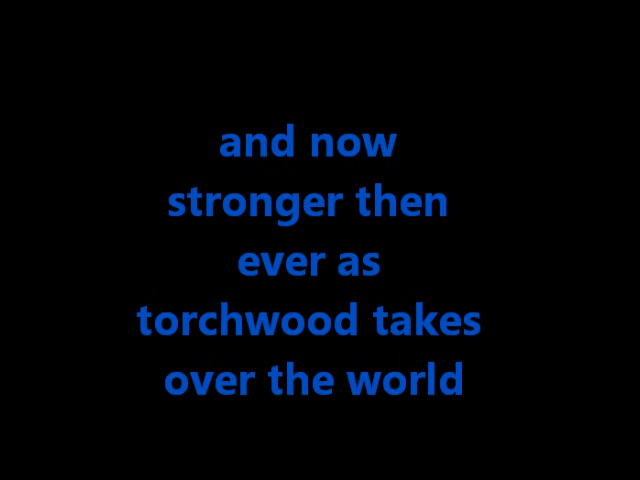 and now
stronger then
ever as
torchwood takes
over the world